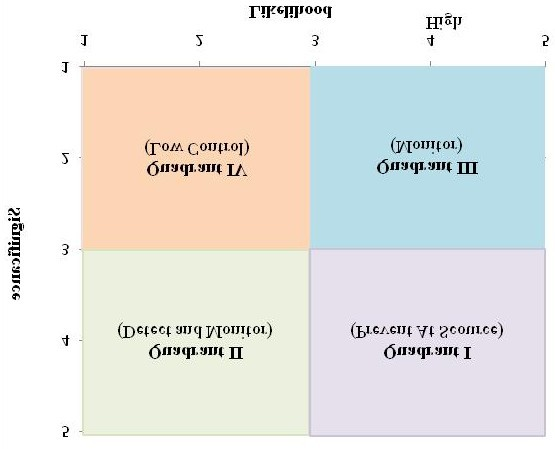 Significance
5
Quadrant II
(Detect and Monitor)
Quadrant I
(Prevent At Scource)
4
3
Quadrant IV
(Low Control)
Quadrant III
(Monitor)
2
1
1 2 3 4 5
High
Likelihood